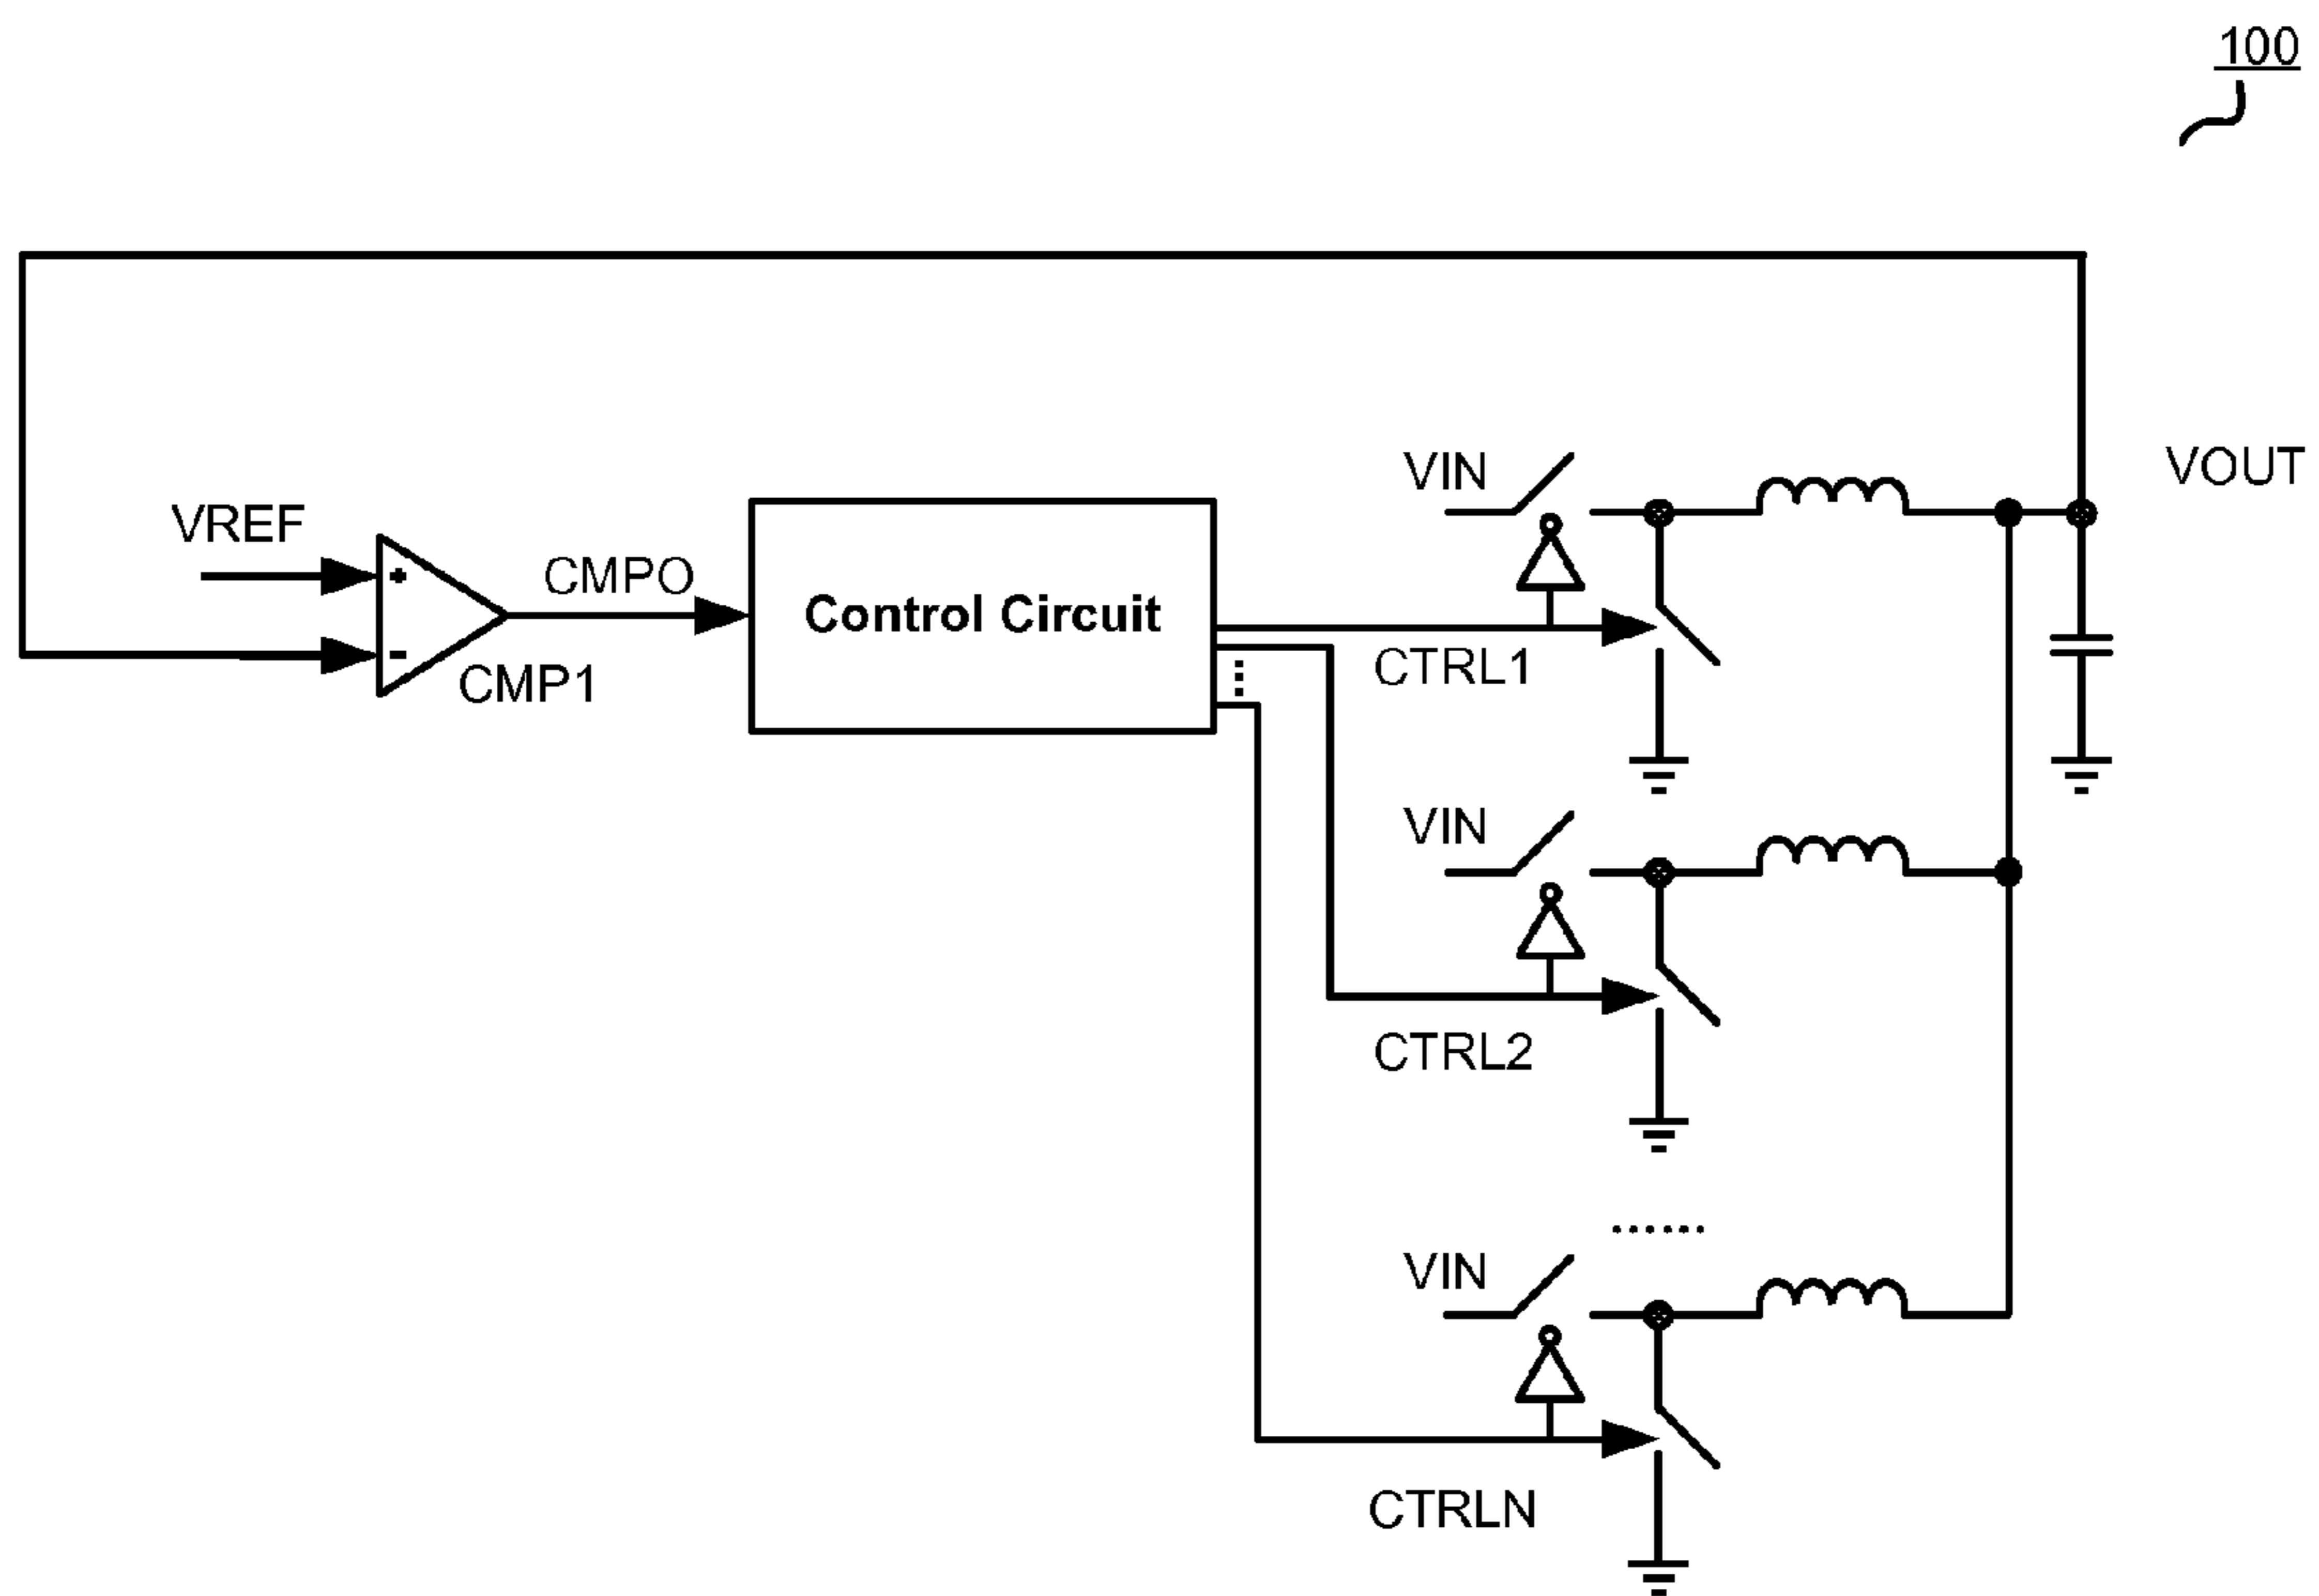 100
VIN
VOUT
VREF
+
CMPO
Control Circuit
-
CMP1
CTRL1
VIN
CTRL2
......
VIN
CTRLN